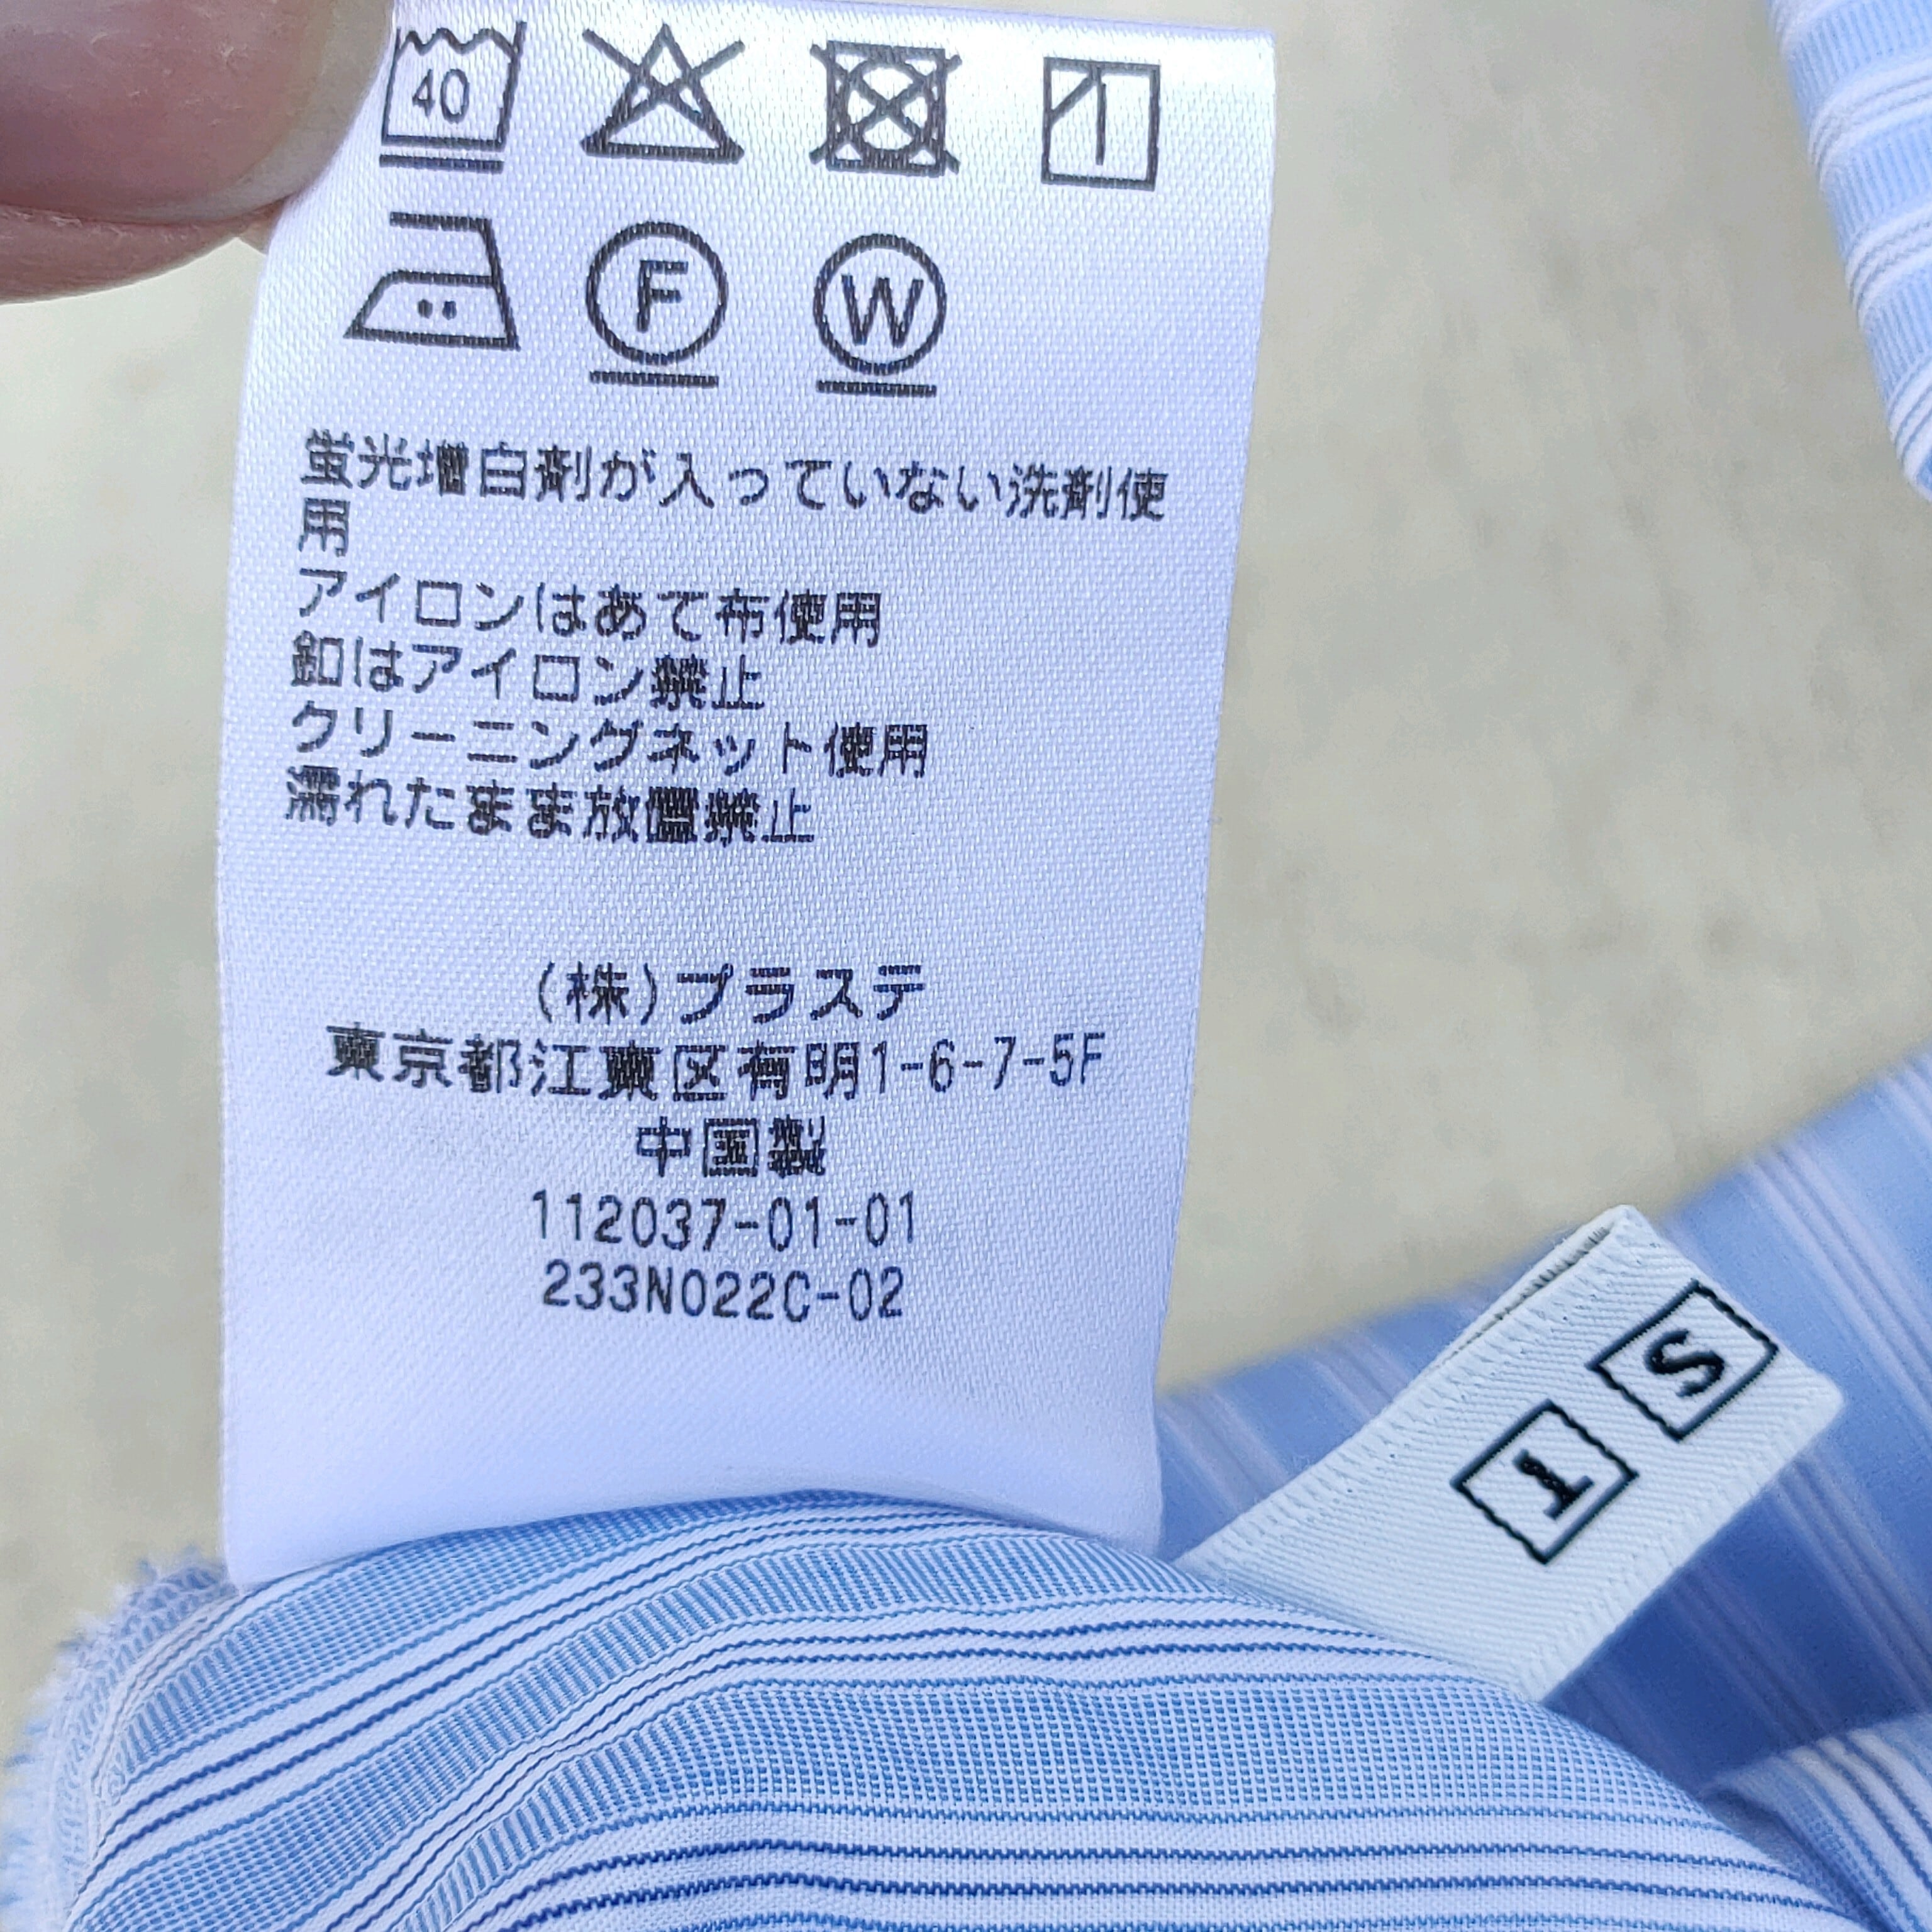 40
F
W
蛍光増白剤が入っていない洗剤使
用
アイロンはあて布使用
釦はアイロン禁止
クリーニングネット使用
濡れたまま放置禁止
(株)プラステ
東京都江東区有明1-6-7-5F
中国製
112037-01-01
233N022C-02
S
T